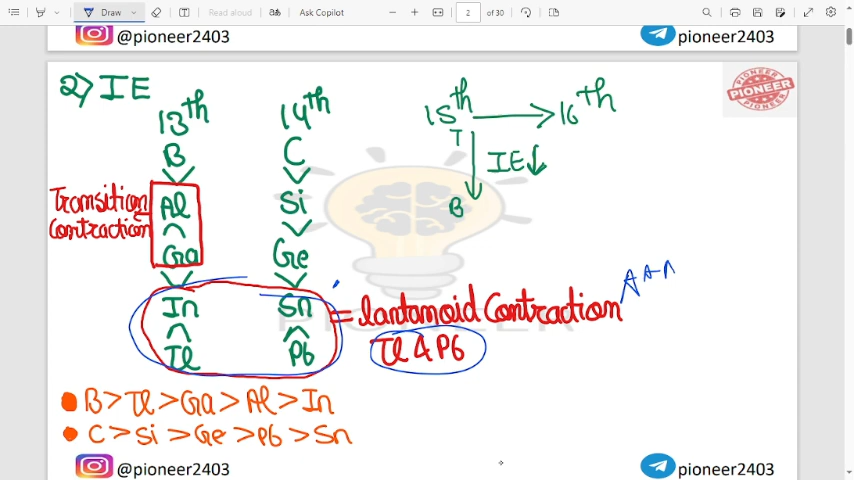 Draw
Read aloud
Ask Copilot
2
of 30
@pioneer2403
pioneer2403
PIONEER
2) IE
13th
14th
15th → 16th
T
IE↓
B
B
C
Transition
Contraction
Al
Si
Ga
Ge
In
Sn
= lantanoid Contraction
Tl
Pb
Tl & Pb
B > Tl > Ga > Al > In
C > Si > Ge > Pb > Sn
PIONEER
@pioneer2403
pioneer2403